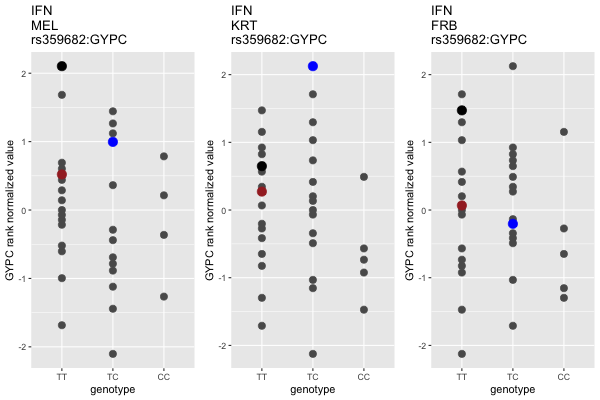 IFN
MEL
rs359682:GYPC
GYPC rank normalized value
2
1
0
-1
-2
TT
TC
CC
genotype
IFN
KRT
rs359682:GYPC
GYPC rank normalized value
2
1
0
-1
-2
TT
TC
CC
genotype
IFN
FRB
rs359682:GYPC
GYPC rank normalized value
2
1
0
-1
-2
TT
TC
CC
genotype